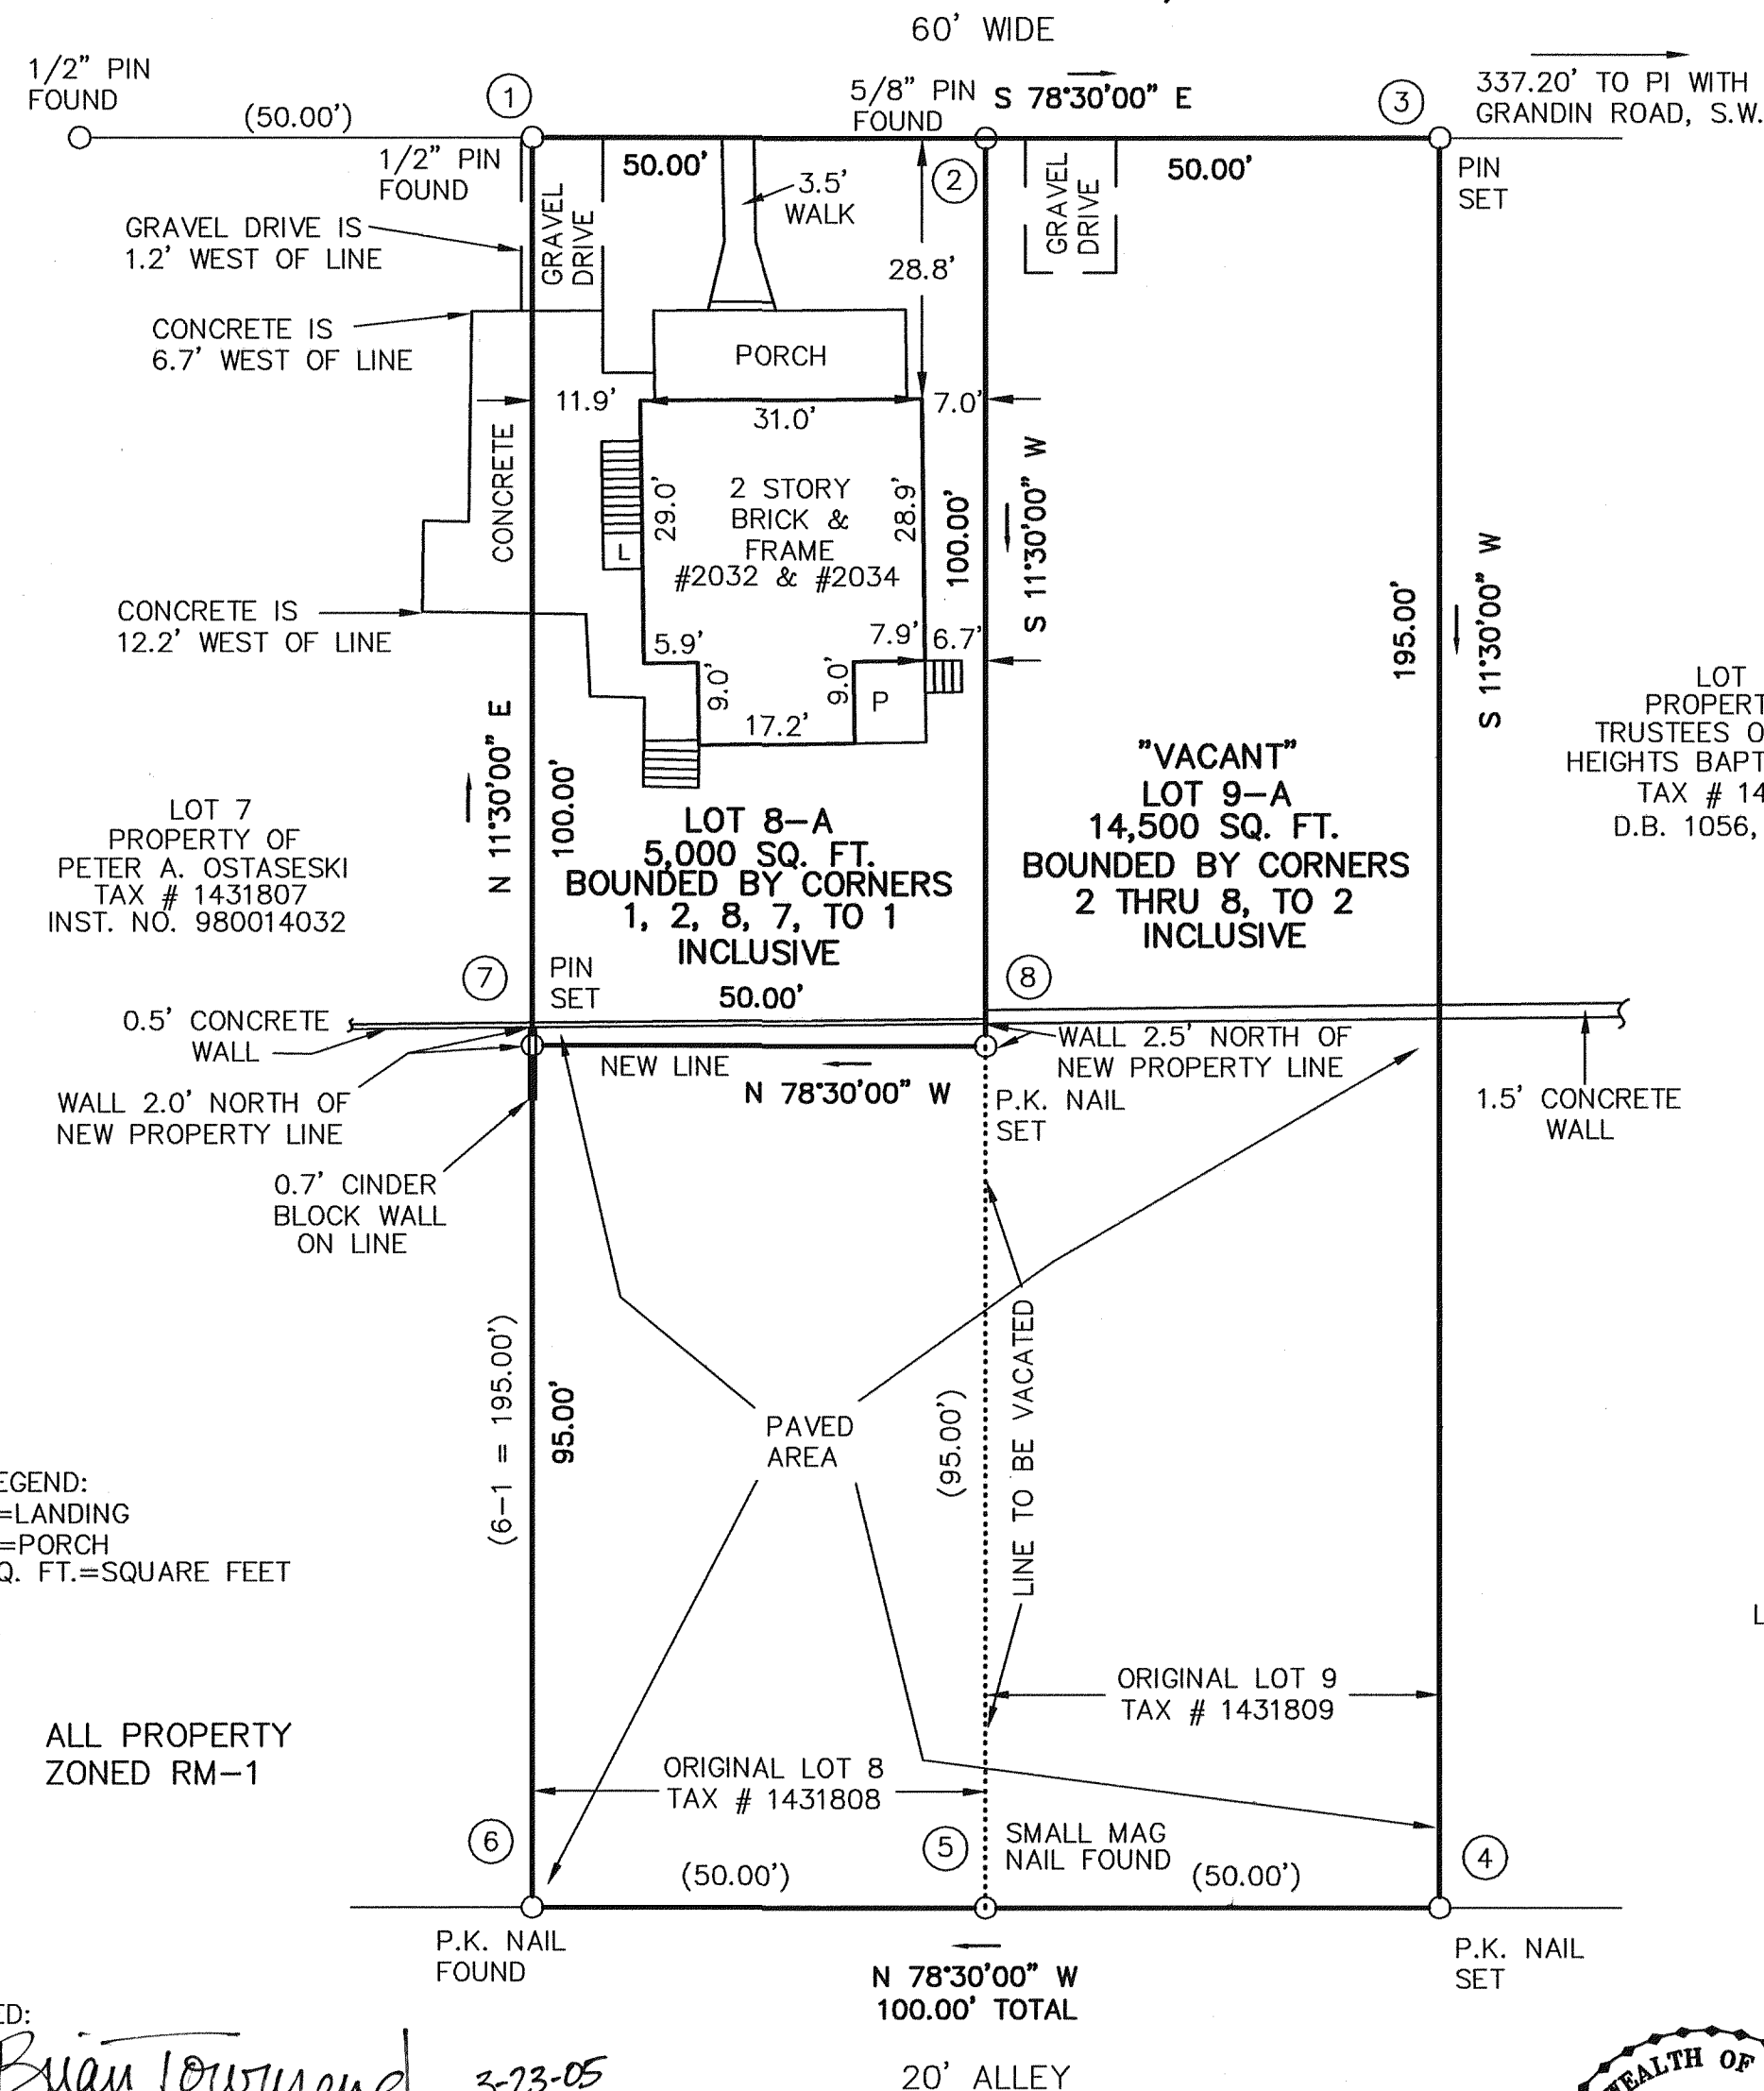 60' WIDE
1/2" PIN
FOUND
(50.00')
1
1/2" PIN
FOUND
5/8" PIN
FOUND
S 78°30'00" E
3
337.20' TO PI WITH
GRANDIN ROAD, S.W.
50.00'
2
50.00'
PIN
SET
3.5'
WALK
GRAVEL
DRIVE
GRAVEL
DRIVE
GRAVEL DRIVE IS
1.2' WEST OF LINE
28.8'
CONCRETE IS
6.7' WEST OF LINE
PORCH
11.9'
31.0'
7.0'
CONCRETE
29.0'
2 STORY
BRICK &
FRAME
#2032 & #2034
28.9'
100.00'
S 11°30'00" W
L
195.00'
S 11°30'00" W
CONCRETE IS
12.2' WEST OF LINE
5.9'
7.9'
6.7'
9.0'
9.0'
P
17.2'
N 11°30'00" E
100.00'
LOT
PROPERT
TRUSTEES O
HEIGHTS BAPT
TAX # 14
D.B. 1056,
"VACANT"
LOT 9-A
14,500 SQ. FT.
BOUNDED BY CORNERS
2 THRU 8, TO 2
INCLUSIVE
LOT 7
PROPERTY OF
PETER A. OSTASESKI
TAX # 1431807
INST. NO. 980014032
LOT 8-A
5,000 SQ. FT.
BOUNDED BY CORNERS
1, 2, 8, 7, TO 1
INCLUSIVE
7
PIN
SET
50.00'
8
0.5' CONCRETE
WALL
WALL 2.5' NORTH OF
NEW PROPERTY LINE
NEW LINE
N 78°30'00" W
P.K. NAIL
SET
1.5' CONCRETE
WALL
WALL 2.0' NORTH OF
NEW PROPERTY LINE
0.7' CINDER
BLOCK WALL
ON LINE
(6-1 = 195.00')
95.00'
PAVED
AREA
(95.00')
LINE TO BE VACATED
EGEND:
=LANDING
=PORCH
Q. FT.=SQUARE FEET
L
ORIGINAL LOT 9
TAX # 1431809
ALL PROPERTY
ZONED RM-1
ORIGINAL LOT 8
TAX # 1431808
6
5
SMALL MAG
NAIL FOUND
4
(50.00')
(50.00')
P.K. NAIL
FOUND
P.K. NAIL
SET
N 78°30'00" W
100.00' TOTAL
ED:
Brian Townsend 3-23-05
20' ALLEY
EALTH OF